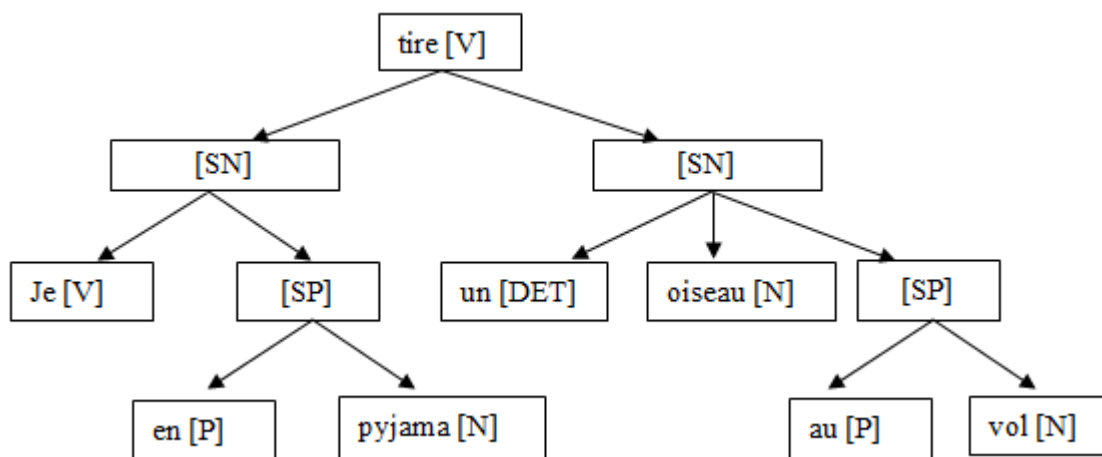 tire [V]
[SN]
[SN]
Je [V]
[SP]
un [DET]
oiseau [N]
[SP]
en [P]
pyjama [N]
au [P]
vol [N]